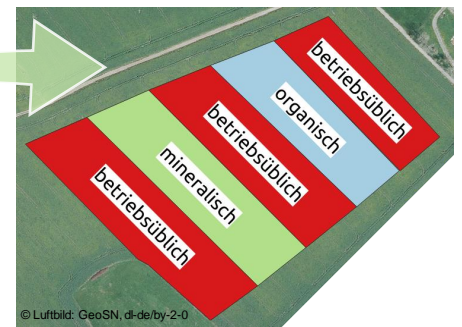 betriebsüblich
mineralisch
betriebsüblich
organisch
betriebsüblich
© Luftbild: GeoSN, dl-de/by-2-0